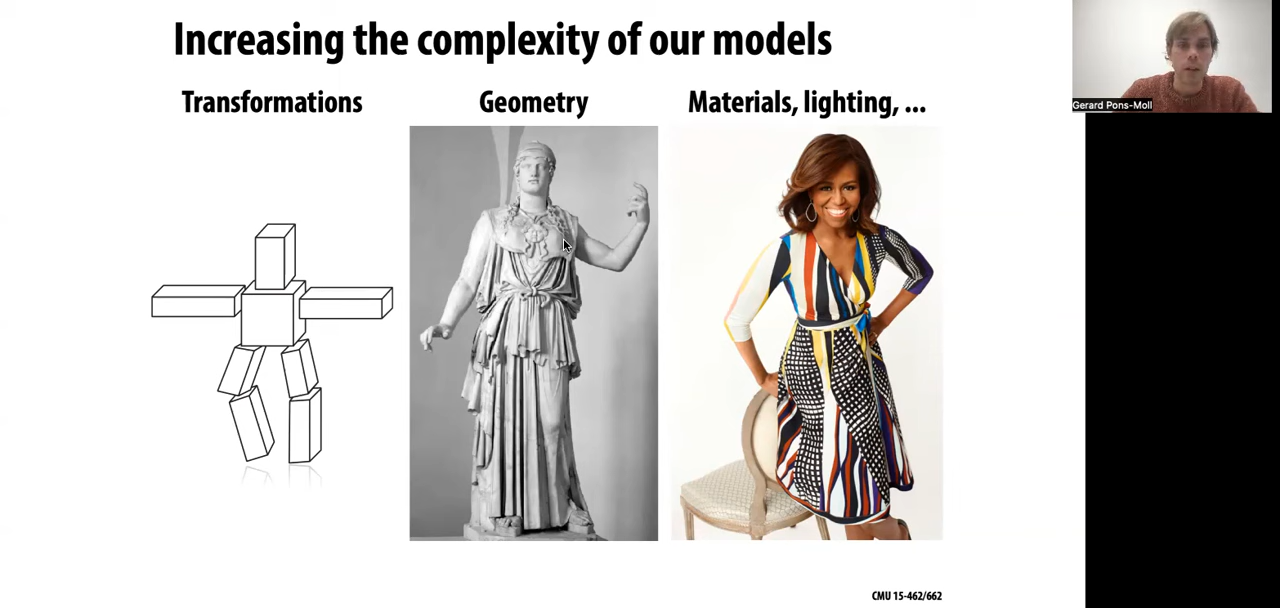 Increasing the complexity of our models
Transformations
Geometry
Materials, lighting, ...
Gerard Pons-Moll
CMU 15-462/662